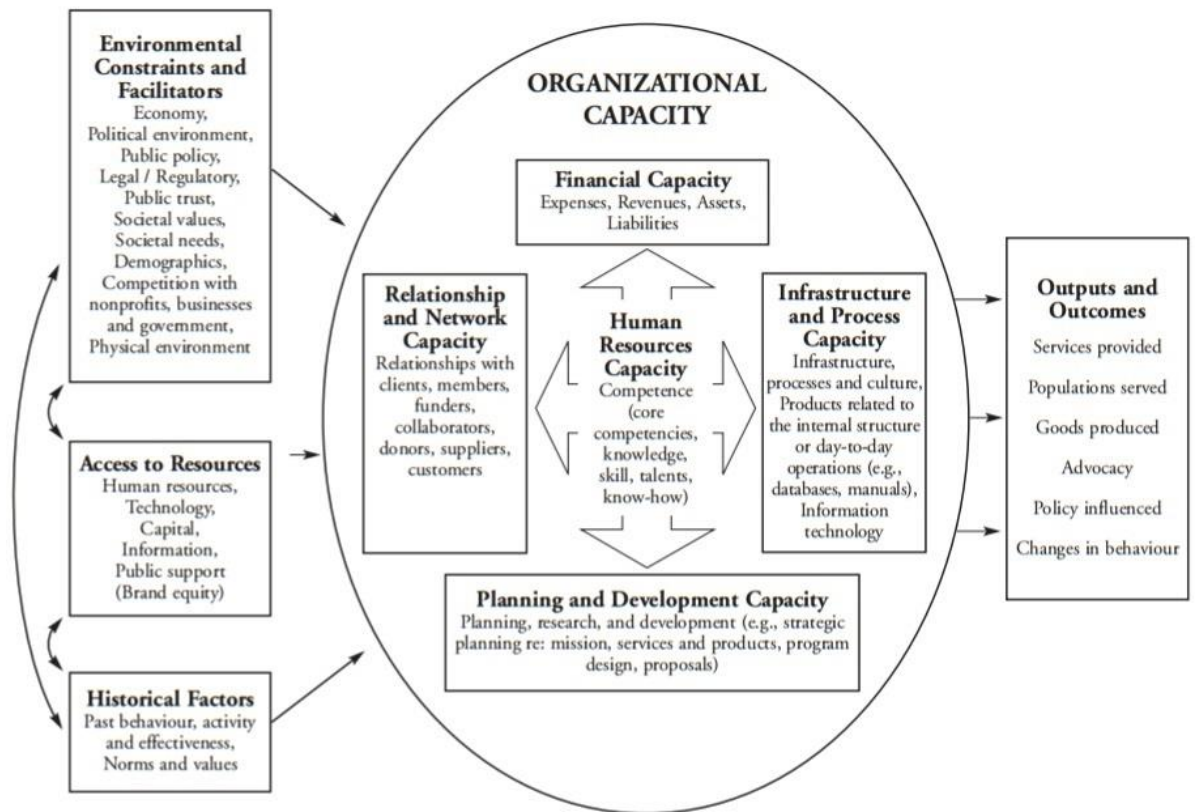 Environmental
Constraints and
Facilitators
Economy,
Political environment,
Public policy,
Legal / Regulatory,
Public trust,
Societal values,
Societal needs,
Demographics,
Competition with
nonprofits, businesses
and government,
Physical environment
Access to Resources
Human resources,
Technology,
Capital,
Information,
Public support
(Brand equity)
Historical Factors
Past behaviour, activity
and effectiveness,
Norms and values
ORGANIZATIONAL
CAPACITY
Financial Capacity
Expenses, Revenues, Assets,
Liabilities
Relationship
and Network
Capacity
Relationships with
clients, members,
funders,
collaborators,
donors, suppliers,
customers
Human
Resources
Capacity
Competence
(core
competencies,
knowledge,
skill, talents,
know-how)
Infrastructure
and Process
Capacity
Infrastructure,
processes and culture,
Products related to
the internal structure
or day-to-day
operations (e.g.,
databases, manuals),
Information
technology
Planning and Development Capacity
Planning, research, and development (e.g., strategic
planning re: mission, services and products, program
design, proposals)
Outputs and
Outcomes
Services provided
Populations served
Goods produced
Advocacy
Policy influenced
Changes in behaviour